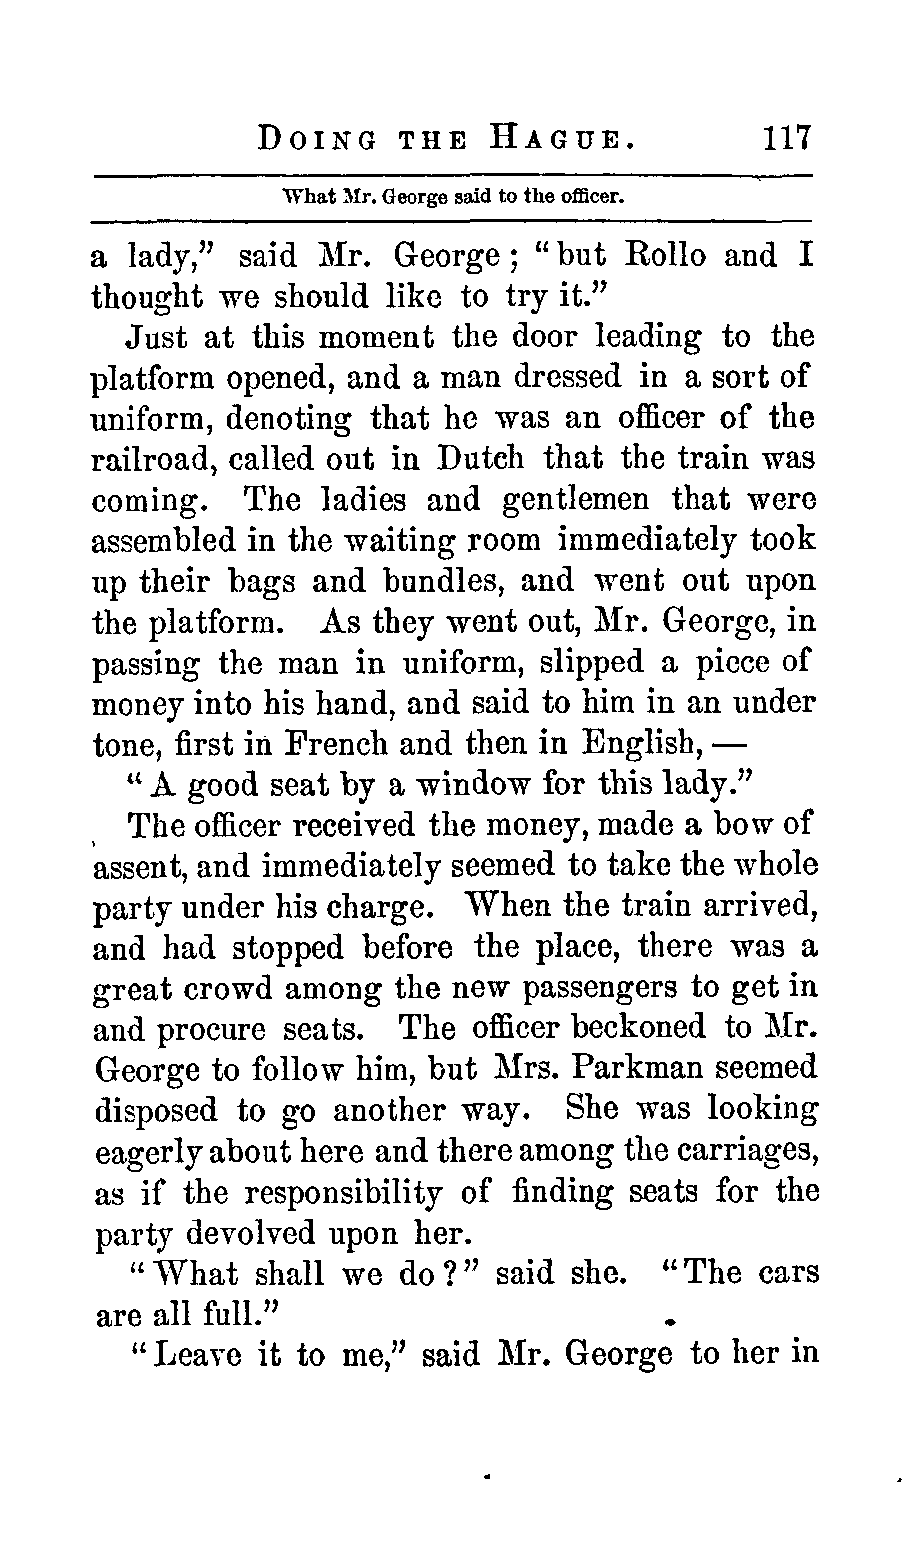 DOING THE HAGUE. 117
What Mr. George said to the officer.
a lady,” said Mr. George; “but Rollo and I
thought we should like to try it.”
Just at this moment the door leading to the
platform opened, and a man dressed in a sort of
uniform, denoting that he was an officer of the
railroad, called out in Dutch that the train was
coming. The ladies and gentlemen that were
assembled in the waiting room immediately took
up their bags and bundles, and went out upon
the platform. As they went out, Mr. George, in
passing the man in uniform, slipped a piece of
money into his hand, and said to him in an under
tone, first in French and then in English, —
“A good seat by a window for this lady.”
The officer received the money, made a bow of
assent, and immediately seemed to take the whole
party under his charge. When the train arrived,
and had stopped before the place, there was a
great crowd among the new passengers to get in
and procure seats. The officer beckoned to Mr.
George to follow him, but Mrs. Parkman seemed
disposed to go another way. She was looking
eagerly about here and there among the carriages,
as if the responsibility of finding seats for the
party devolved upon her.
“What shall we do?” said she. “The cars
are all full.”
“Leave it to me,” said Mr. George to her in